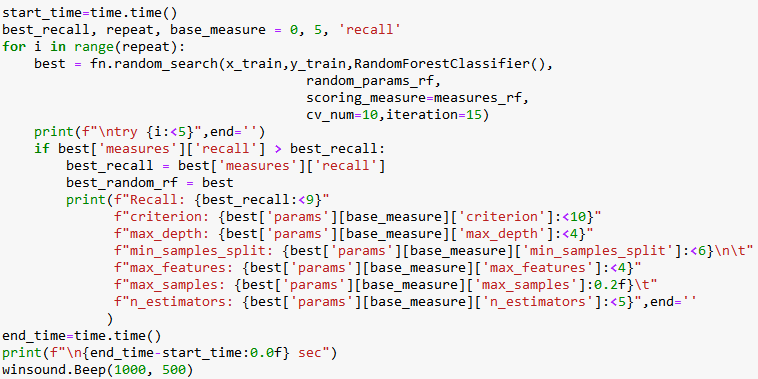 start_time=time.time()
best_recall, repeat, base_measure = 0, 5, 'recall'
for i in range(repeat):
    best = fn.random_search(x_train,y_train,RandomForestClassifier(),
                                      random_params_rf,
                                      scoring_measure=measures_rf,
                                      cv_num=10,iteration=15)
    print(f"\ntry {i:<5}",end='')
    if best['measures']['recall'] > best_recall:
        best_recall = best['measures']['recall']
        best_random_rf = best
        print(f"Recall: {best_recall:<9}"
              f"criterion: {best['params'][base_measure]['criterion']:<10}"
              f"max_depth: {best['params'][base_measure]['max_depth']:<4}"
              f"min_samples_split: {best['params'][base_measure]['min_samples_split']:<6}\n\t"
              f"max_features: {best['params'][base_measure]['max_features']:<4}"
              f"max_samples: {best['params'][base_measure]['max_samples']:0.2f}\t"
              f"n_estimators: {best['params'][base_measure]['n_estimators']:<5}",end=''
             )
end_time=time.time()
print(f"\n{end_time-start_time:0.0f} sec")
winsound.Beep(1000, 500)